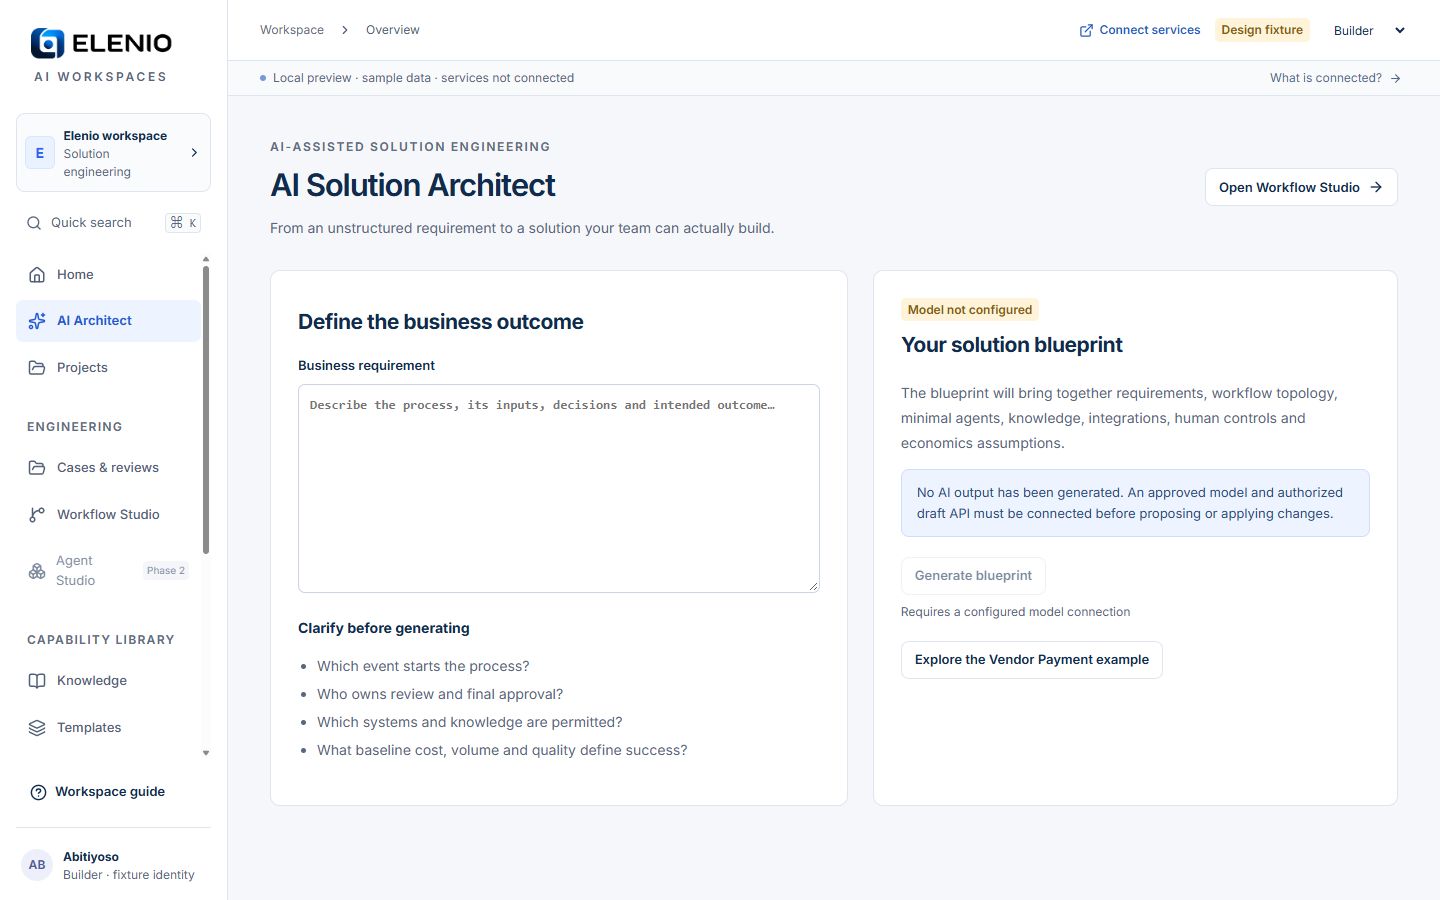 ELENIO
AI WORKSPACES
E
Elenio workspace
Solution
engineering
Quick search
⌘ K
Home
AI Architect
Projects
ENGINEERING
Cases & reviews
Workflow Studio
Agent
Studio
Phase 2
CAPABILITY LIBRARY
Knowledge
Templates
Workspace guide
AB
Abitiyoso
Builder · fixture identity
Workspace
Overview
Connect services
Design fixture
Builder
Local preview · sample data · services not connected
What is connected? →
AI-ASSISTED SOLUTION ENGINEERING
AI Solution Architect
From an unstructured requirement to a solution your team can actually build.
Open Workflow Studio →
Define the business outcome
Business requirement
Describe the process, its inputs, decisions and intended outcome…
Clarify before generating
• Which event starts the process?
• Who owns review and final approval?
• Which systems and knowledge are permitted?
• What baseline cost, volume and quality define success?
Model not configured
Your solution blueprint
The blueprint will bring together requirements, workflow topology,
minimal agents, knowledge, integrations, human controls and
economics assumptions.
No AI output has been generated. An approved model and authorized
draft API must be connected before proposing or applying changes.
Generate blueprint
Requires a configured model connection
Explore the Vendor Payment example